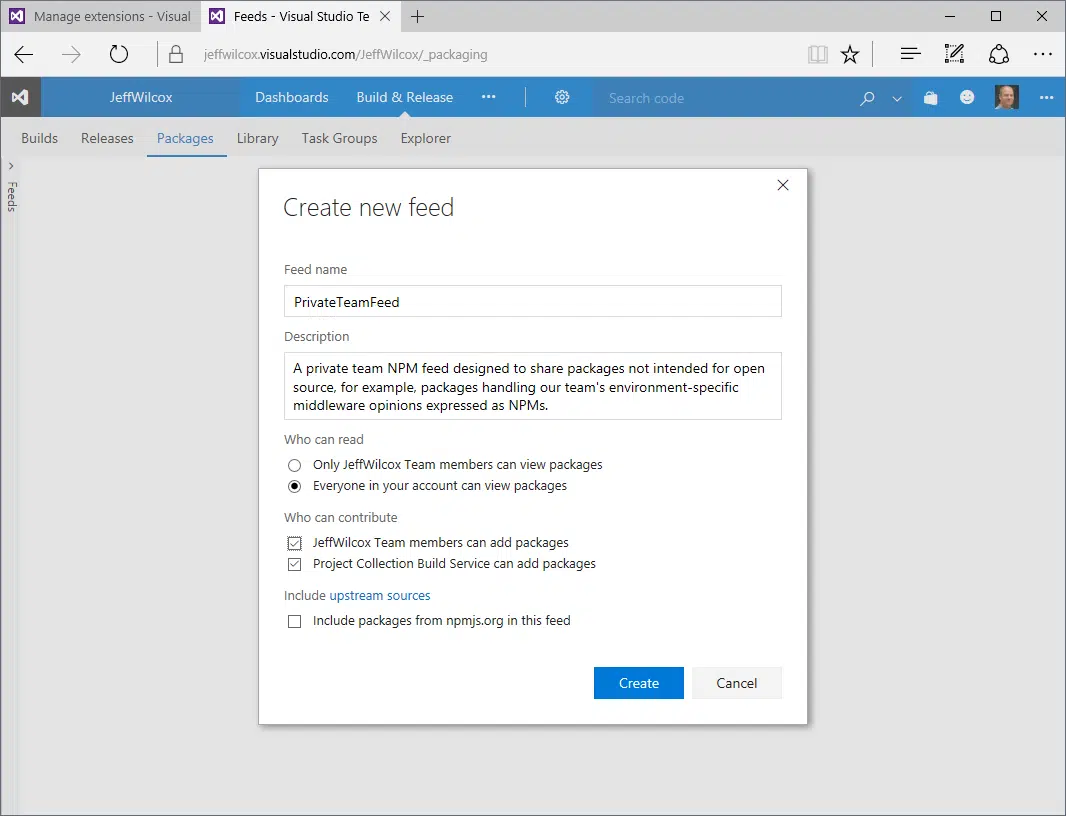 Manage extensions - Visual
Feeds - Visual Studio Te
jeffwilcox.visualstudio.com/JeffWilcox/_packaging
JeffWilcox
Dashboards
Build & Release
Search code
Builds
Releases
Packages
Library
Task Groups
Explorer
Feeds
Create new feed
Feed name
PrivateTeamFeed
Description
A private team NPM feed designed to share packages not intended for open
source, for example, packages handling our team's environment-specific
middleware opinions expressed as NPMs.
Who can read
Only JeffWilcox Team members can view packages
Everyone in your account can view packages
Who can contribute
JeffWilcox Team members can add packages
Project Collection Build Service can add packages
Include upstream sources
Include packages from npmjs.org in this feed
Create
Cancel